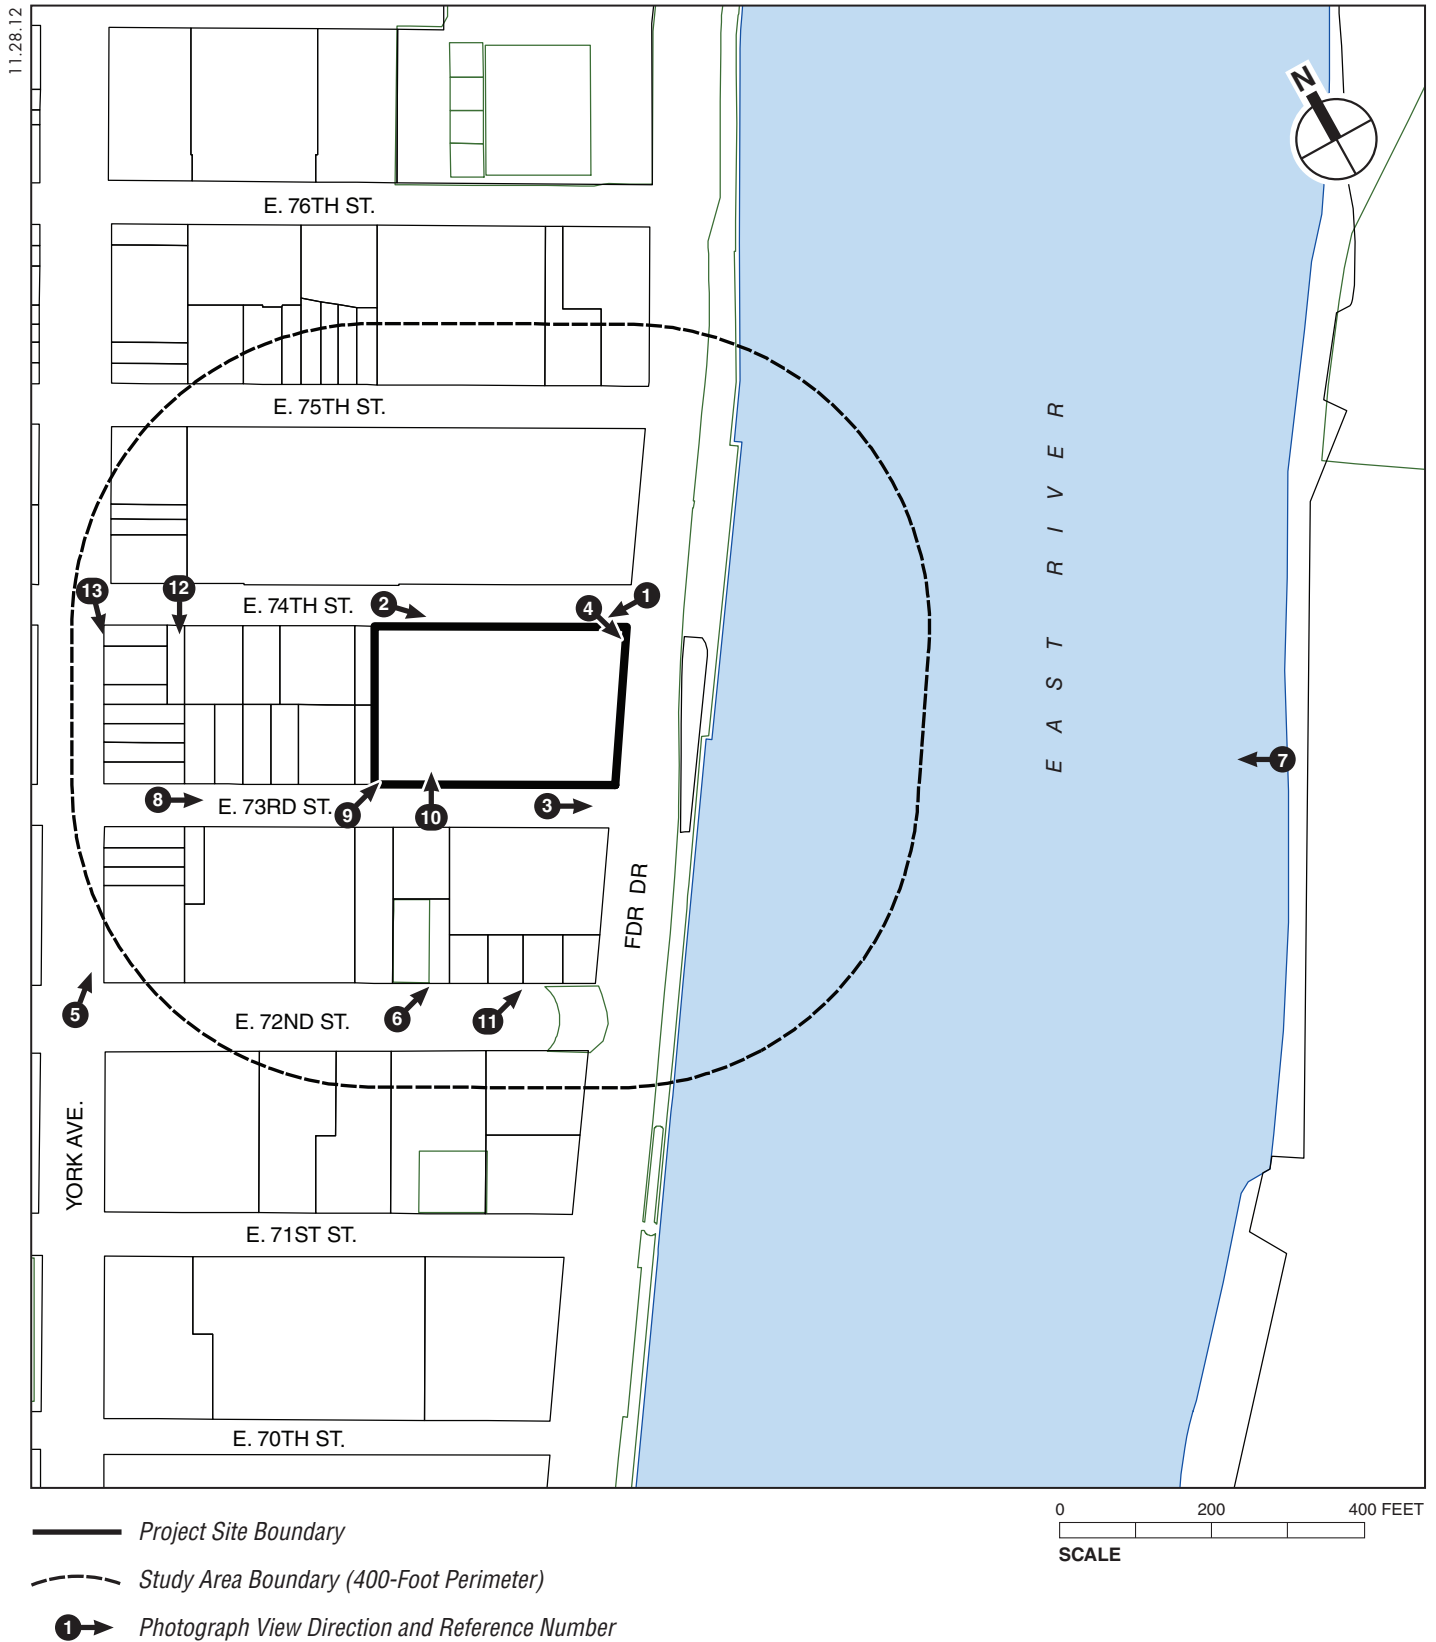 11.28.12
N
E. 76TH ST.
E. 75TH ST.
EAST RIVER
13
12
E. 74TH ST.
2
4
1
7
8
E. 73RD ST.
9
10
3
FDR DR
5
E. 72ND ST.
6
11
YORK AVE.
E. 71ST ST.
E. 70TH ST.
0 200 400 FEET
SCALE
Project Site Boundary
Study Area Boundary (400-Foot Perimeter)
1 Photograph View Direction and Reference Number